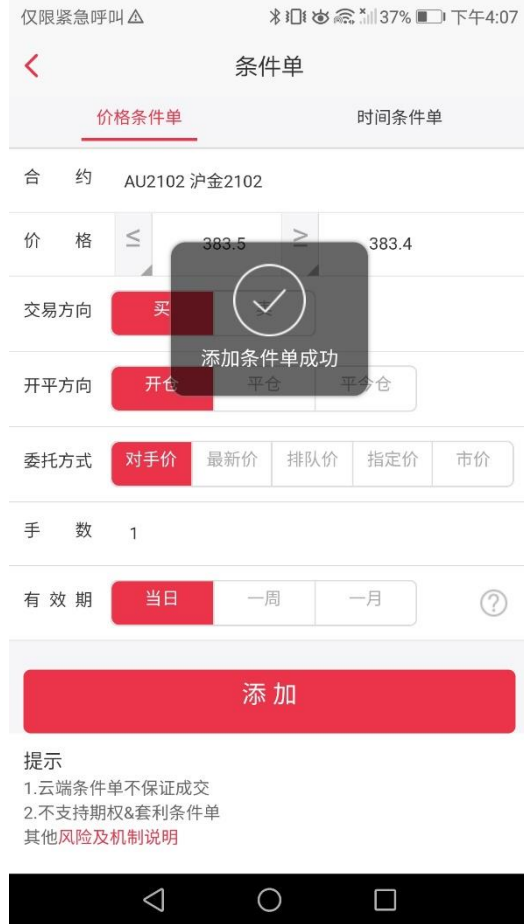 仅限紧急呼叫 37% 下午4:07
条件单
价格条件单 时间条件单
合约 AU2102 沪金2102
价格 ≤ 383.5 ≥ 383.4
交易方向 买 卖
添加条件单成功
开平方向 开仓 平仓 平今仓
委托方式 对手价 最新价 排队价 指定价 市价
手数 1
有效期 当日 一周 一月
添加
提示
1.云端条件单不保证成交
2.不支持期权&套利条件单
其他风险及机制说明